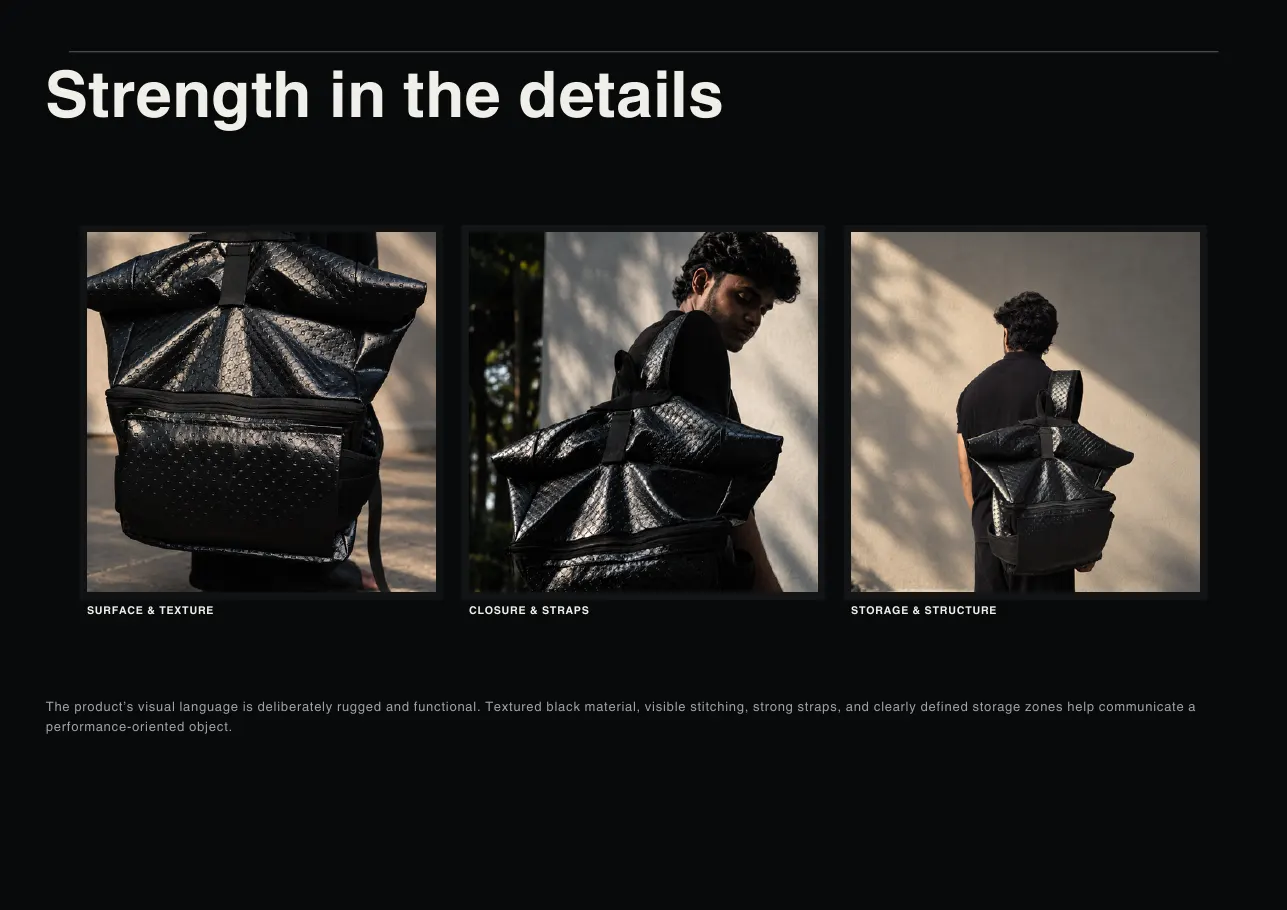 Strength in the details
SURFACE & TEXTURE
CLOSURE & STRAPS
STORAGE & STRUCTURE
The product’s visual language is deliberately rugged and functional. Textured black material, visible stitching, strong straps, and clearly defined storage zones help communicate a
performance-oriented object.